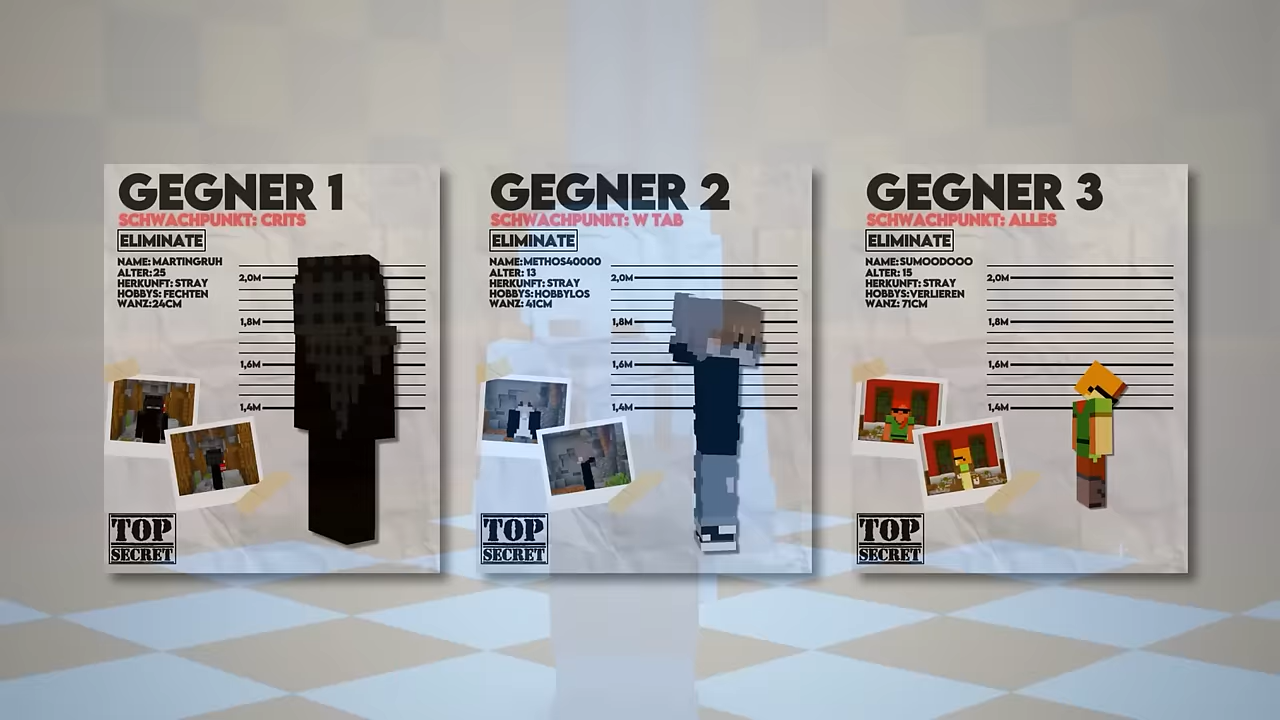 GEGNER 1
SCHWACHPUNKT: CRITS
ELIMINATE
NAME: MARTINGRUH
ALTER: 25
HERKUNFT: STRAY
HOBBYS: FECHTEN
WANZ: 24CM
2,0M
1,8M
1,6M
1,4M
TOP
SECRET
GEGNER 2
SCHWACHPUNKT: W TAB
ELIMINATE
NAME: METHOS40000
ALTER: 13
HERKUNFT: STRAY
HOBBYS: HOBBYLOS
WANZ: 41CM
2,0M
1,8M
1,6M
1,4M
TOP
SECRET
GEGNER 3
SCHWACHPUNKT: ALLES
ELIMINATE
NAME: SUMOODOOO
ALTER: 15
HERKUNFT: STRAY
HOBBYS: VERLIEREN
WANZ: 71CM
2,0M
1,8M
1,6M
1,4M
TOP
SECRET